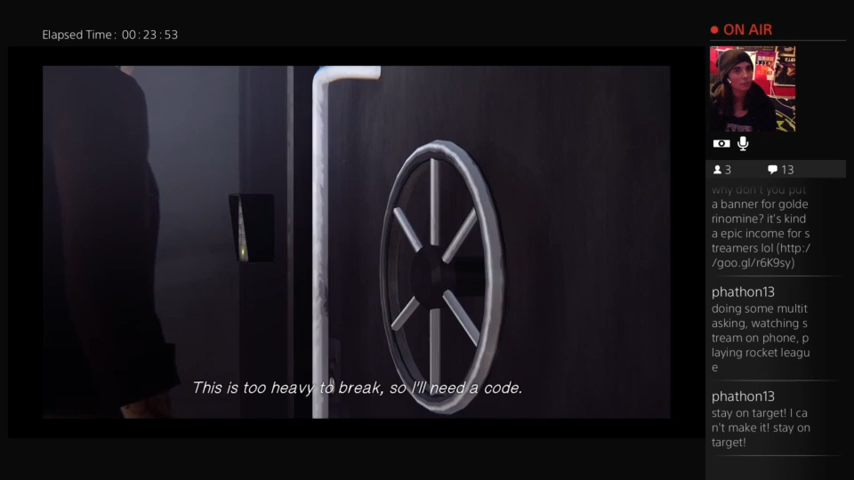 Elapsed Time: 00:23:53
ON AIR
3 13
why don't you put
a banner for golde
rinomine? it's kind
a epic income for s
treamers lol (http:/
/goo.gl/r6K9sy)
phathon13
doing some multit
asking, watching s
tream on phone, p
laying rocket leagu
e
phathon13
stay on target! I ca
n't make it! stay on
target!
This is too heavy to break, so I'll need a code.